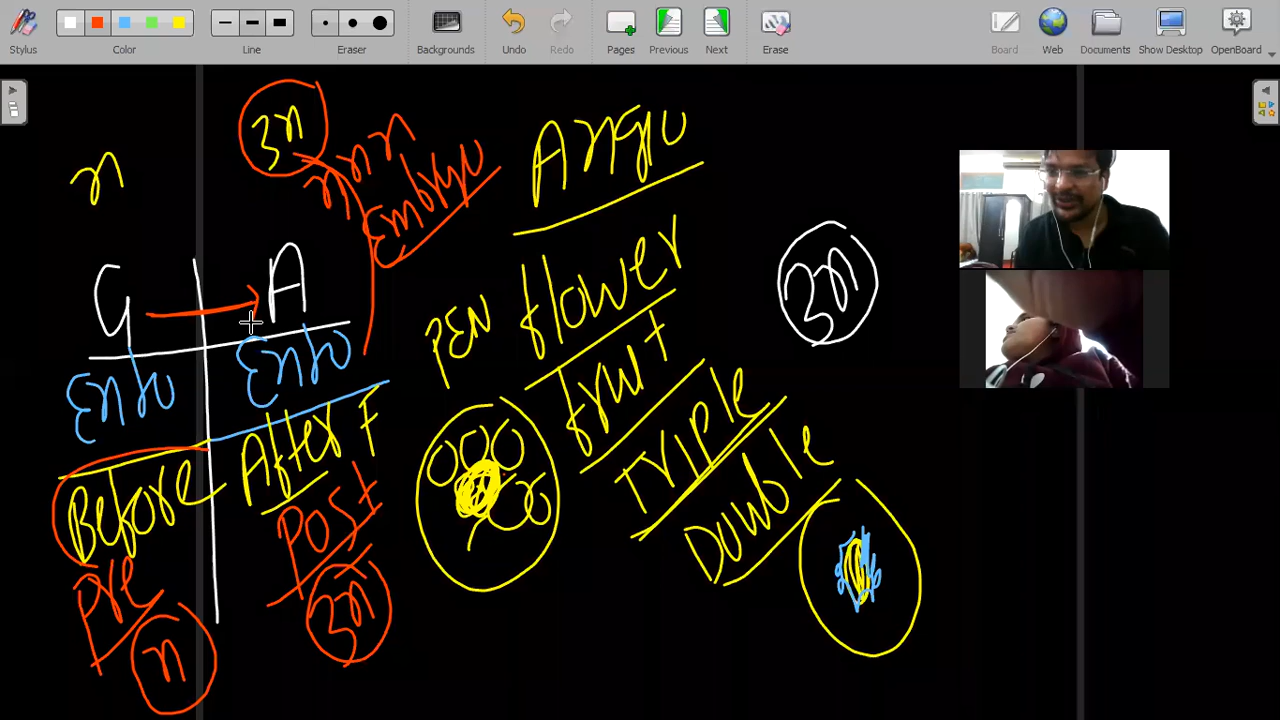 Stylus
Color
Line
Eraser
Backgrounds
Undo
Redo
Pages
Previous
Next
Erase
Board
Web
Documents
Show Desktop
OpenBoard
n
3n
n n n
Embryo
Angio
G A
Endo Endo
Before After F
Pre Post
n 3n
PEN
flower
fruit
Triple
Double
3n